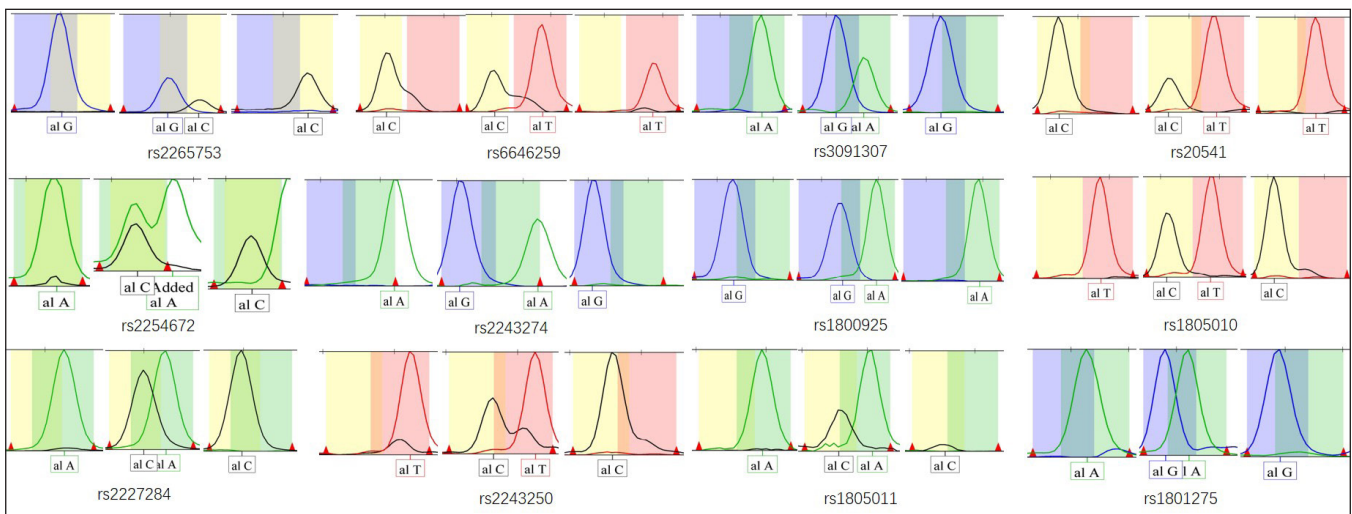 al G al G al C al C al C al C al T al T al A al G al A al G al C al C al T al T
rs2265753 rs6646259 rs3091307 rs20541
al A al C Added al A al C al A al G al A al G al G al G al A al A al T al C al T al C
rs2254672 rs2243274 rs1800925 rs1805010
al A al C al A al C al T al C al T al C al A al C al A al C al A al G l A al G
rs2227284 rs2243250 rs1805011 rs1801275